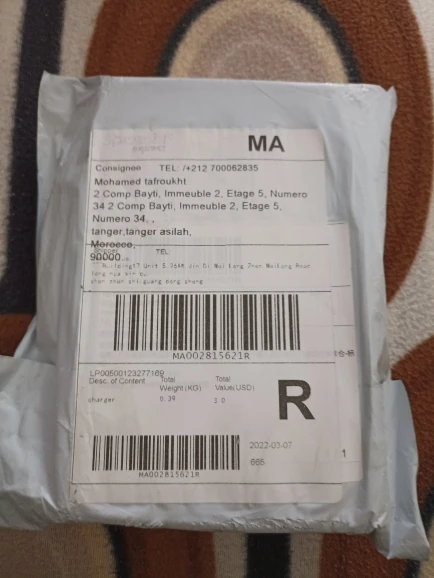 MA
Consignee TEL: /+212 700062835
Mohamed tafroukht
2 Comp Bayti, Immeuble 2, Etage 5, Numero
34 2 Comp Bayti, Immeuble 2, Etage 5,
Numero 34, ,
tanger,tanger asilah,
Morocco,
90000
TEL
MA002815621R
LP00500123277169
Desc. of Content Total Weight(KG) Total Value(USD)
charger 0.39 3.0
R
MA002815621R
2022-03-07
665
1